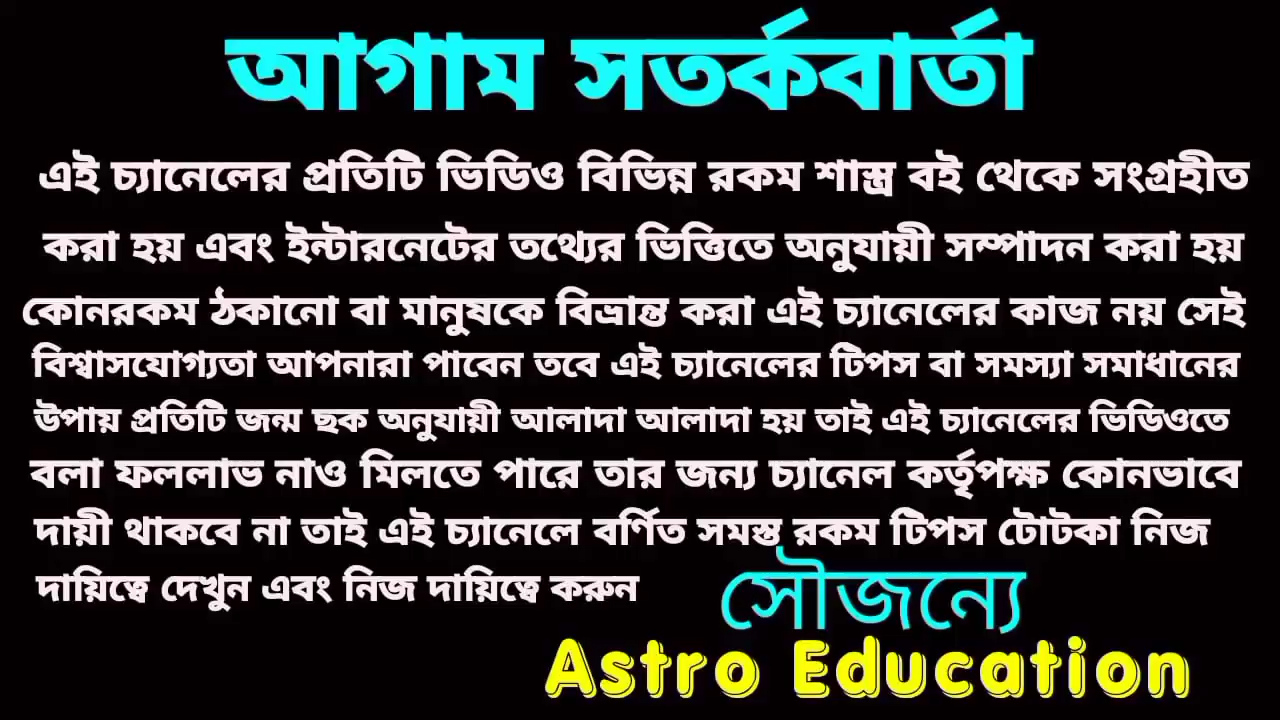 আগাম সতর্কবার্তা
এই চ্যানেলের প্রতিটি ভিডিও বিভিন্ন রকম শাস্ত্র বই থেকে সংগ্রহীত
করা হয় এবং ইন্টারনেটের তথ্যের ভিত্তিতে অনুযায়ী সম্পাদন করা হয়
কোনরকম ঠকানো বা মানুষকে বিভ্রান্ত করা এই চ্যানেলের কাজ নয় সেই
বিশ্বাসযোগ্যতা আপনারা পাবেন তবে এই চ্যানেলের টিপস বা সমস্যা সমাধানের
উপায় প্রতিটি জন্ম ছক অনুযায়ী আলাদা আলাদা হয় তাই এই চ্যানেলের ভিডিওতে
বলা ফললাভ নাও মিলতে পারে তার জন্য চ্যানেল কর্তৃপক্ষ কোনভাবে
দায়ী থাকবে না তাই এই চ্যানেলে বর্ণিত সমস্ত রকম টিপস টোটকা নিজ
দায়িত্বে দেখুন এবং নিজ দায়িত্বে করুন
সৌজন্যে
Astro Education